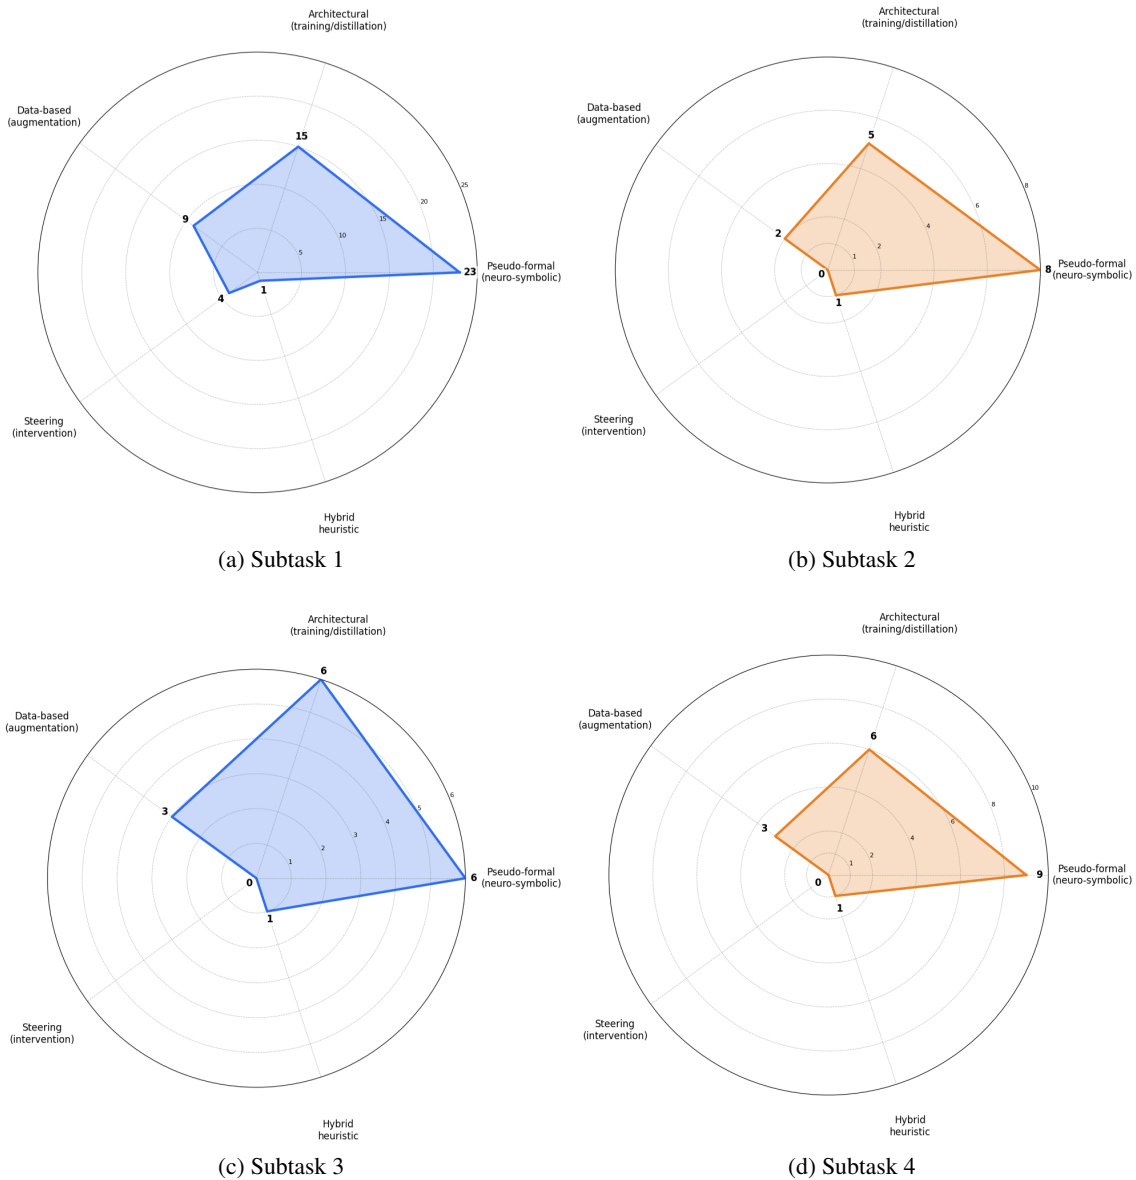 Architectural
(training/distillation)
Data-based
(augmentation)
15
25
20
9
15
10
5
Pseudo-formal
(neuro-symbolic)
23
4
1
Steering
(intervention)
Hybrid
heuristic
(a) Subtask 1
Architectural
(training/distillation)
Data-based
(augmentation)
5
8
6
2
4
2
1
Pseudo-formal
(neuro-symbolic)
8
0
1
Steering
(intervention)
Hybrid
heuristic
(b) Subtask 2
Architectural
(training/distillation)
6
Data-based
(augmentation)
6
5
3
4
3
2
1
Pseudo-formal
(neuro-symbolic)
6
0
1
Steering
(intervention)
Hybrid
heuristic
(c) Subtask 3
Architectural
(training/distillation)
Data-based
(augmentation)
6
10
8
3
6
4
2
1
Pseudo-formal
(neuro-symbolic)
9
0
1
Steering
(intervention)
Hybrid
heuristic
(d) Subtask 4